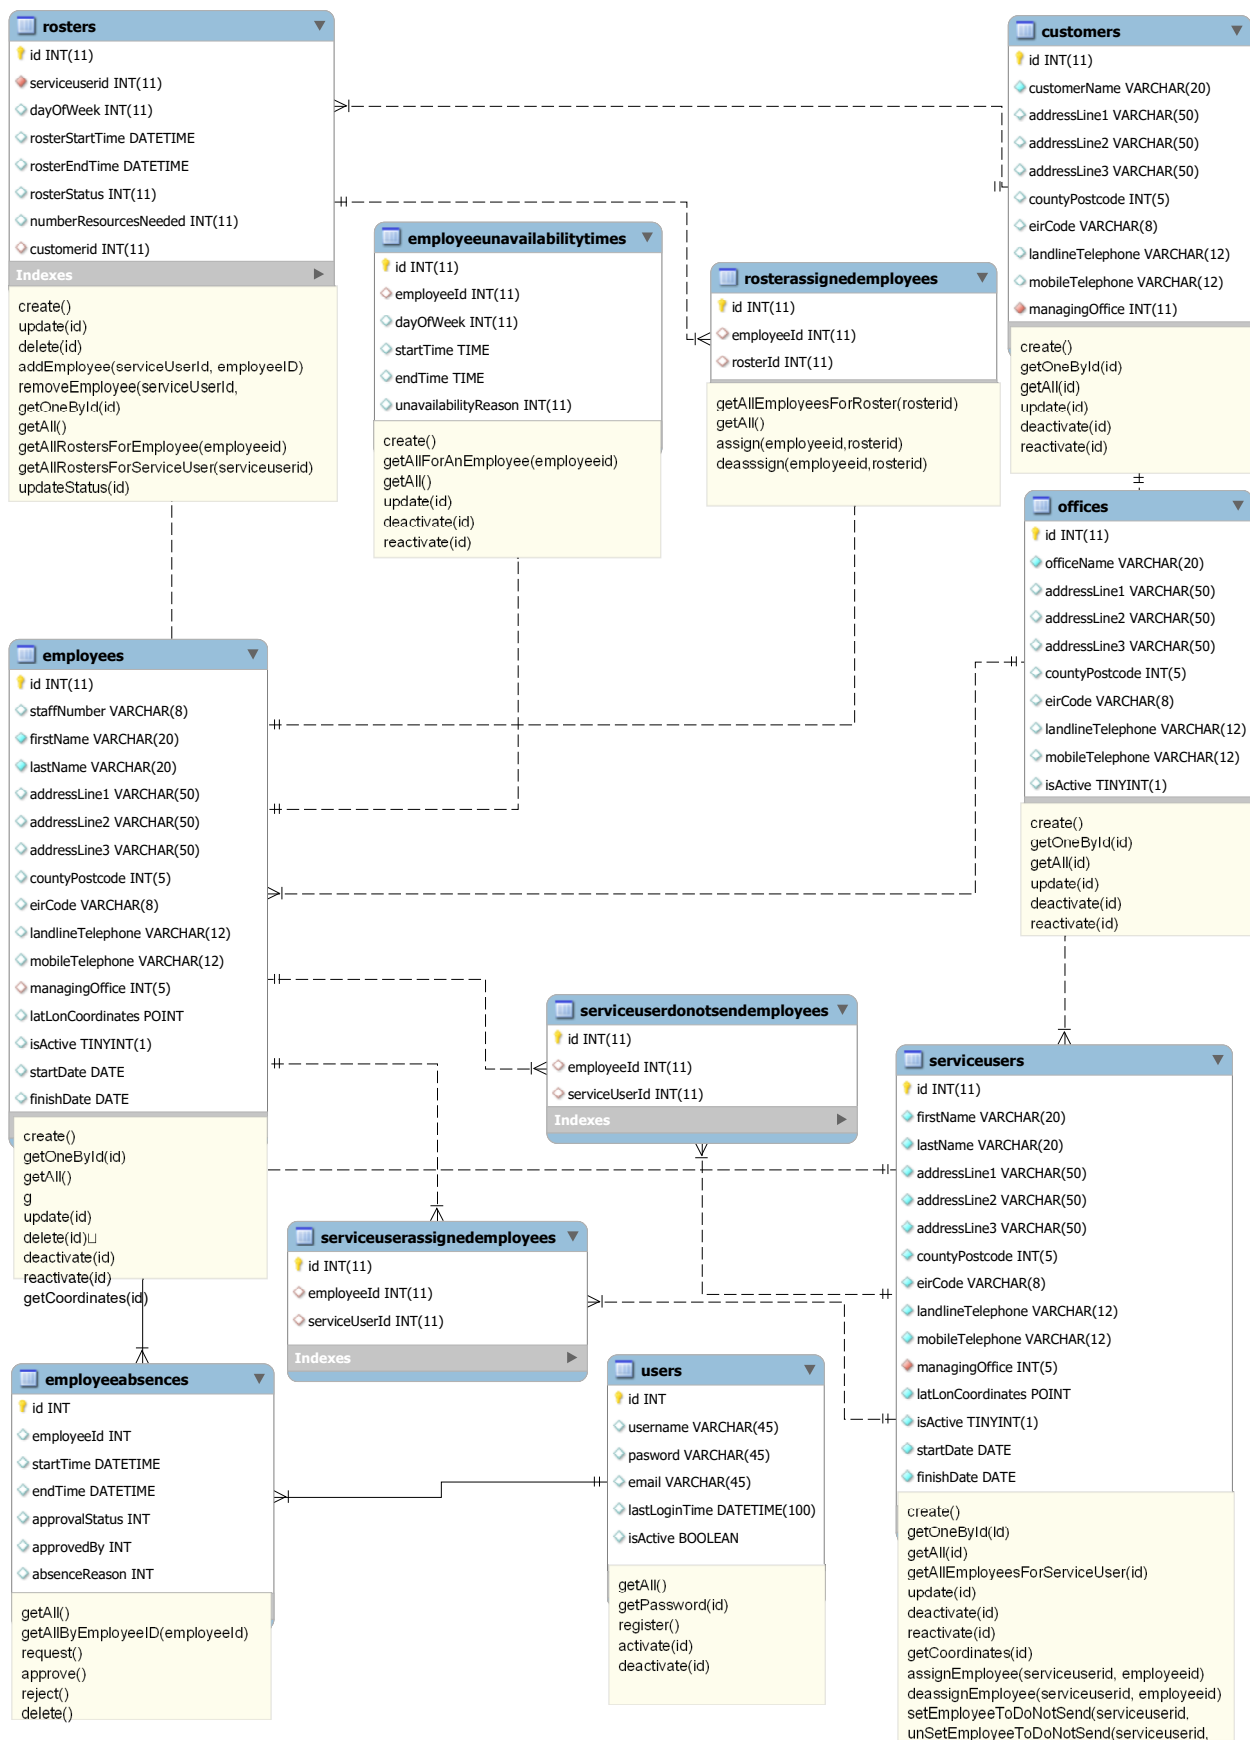 rosters
id INT(11)
serviceuserid INT(11)
dayOfWeek INT(11)
rosterStartTime DATETIME
rosterEndTime DATETIME
rosterStatus INT(11)
numberResourcesNeeded INT(11)
customerid INT(11)
Indexes
create()
update(id)
delete(id)
addEmployee(serviceUserId, employeeID)
removeEmployee(serviceUserId,
getOneById(id)
getAll()
getAllRostersForEmployee(employeeid)
getAllRostersForServiceUser(serviceuserid)
updateStatus(id)
customers
id INT(11)
customerName VARCHAR(20)
addressLine1 VARCHAR(50)
addressLine2 VARCHAR(50)
addressLine3 VARCHAR(50)
countyPostcode INT(5)
eirCode VARCHAR(8)
landlineTelephone VARCHAR(12)
mobileTelephone VARCHAR(12)
managingOffice INT(11)
create()
getOneById(id)
getAll(id)
update(id)
deactivate(id)
reactivate(id)
employeeunavailabilitytimes
id INT(11)
employeeId INT(11)
dayOfWeek INT(11)
startTime TIME
endTime TIME
unavailabilityReason INT(11)
create()
getAllForAnEmployee(employeeid)
getAll()
update(id)
deactivate(id)
reactivate(id)
rosterassignedemployees
id INT(11)
employeeId INT(11)
rosterId INT(11)
getAllEmployeesForRoster(rosterid)
getAll()
assign(employeeid,rosterid)
deasssign(employeeid,rosterid)
offices
id INT(11)
officeName VARCHAR(20)
addressLine1 VARCHAR(50)
addressLine2 VARCHAR(50)
addressLine3 VARCHAR(50)
countyPostcode INT(5)
eirCode VARCHAR(8)
landlineTelephone VARCHAR(12)
mobileTelephone VARCHAR(12)
isActive TINYINT(1)
create()
getOneById(id)
getAll(id)
update(id)
deactivate(id)
reactivate(id)
employees
id INT(11)
staffNumber VARCHAR(8)
firstName VARCHAR(20)
lastName VARCHAR(20)
addressLine1 VARCHAR(50)
addressLine2 VARCHAR(50)
addressLine3 VARCHAR(50)
countyPostcode INT(5)
eirCode VARCHAR(8)
landlineTelephone VARCHAR(12)
mobileTelephone VARCHAR(12)
managingOffice INT(5)
latLonCoordinates POINT
isActive TINYINT(1)
startDate DATE
finishDate DATE
create()
getOneById(id)
getAll()
g
update(id)
delete(id)
deactivate(id)
reactivate(id)
getCoordinates(id)
serviceuserdonotsendemployees
id INT(11)
employeeId INT(11)
serviceUserId INT(11)
Indexes
serviceuserassignedemployees
id INT(11)
employeeId INT(11)
serviceUserId INT(11)
Indexes
serviceusers
id INT(11)
firstName VARCHAR(20)
lastName VARCHAR(20)
addressLine1 VARCHAR(50)
addressLine2 VARCHAR(50)
addressLine3 VARCHAR(50)
countyPostcode INT(5)
eirCode VARCHAR(8)
landlineTelephone VARCHAR(12)
mobileTelephone VARCHAR(12)
managingOffice INT(5)
latLonCoordinates POINT
isActive TINYINT(1)
startDate DATE
finishDate DATE
create()
getOneById(Id)
getAll(id)
getAllEmployeesForServiceUser(id)
update(id)
deactivate(id)
reactivate(id)
getCoordinates(id)
assignEmployee(serviceuserid, employeeid)
deassignEmployee(serviceuserid, employeeid)
setEmployeeToDoNotSend(serviceuserid,
unSetEmployeeToDoNotSend(serviceuserid,
employeeabsences
id INT
employeeId INT
startTime DATETIME
endTime DATETIME
approvalStatus INT
approvedBy INT
absenceReason INT
getAll()
getAllByEmployeeID(employeeId)
request()
approve()
reject()
delete()
users
id INT
username VARCHAR(45)
pasword VARCHAR(45)
email VARCHAR(45)
lastLoginTime DATETIME(100)
isActive BOOLEAN
getAll()
getPassword(id)
register()
activate(id)
deactivate(id)